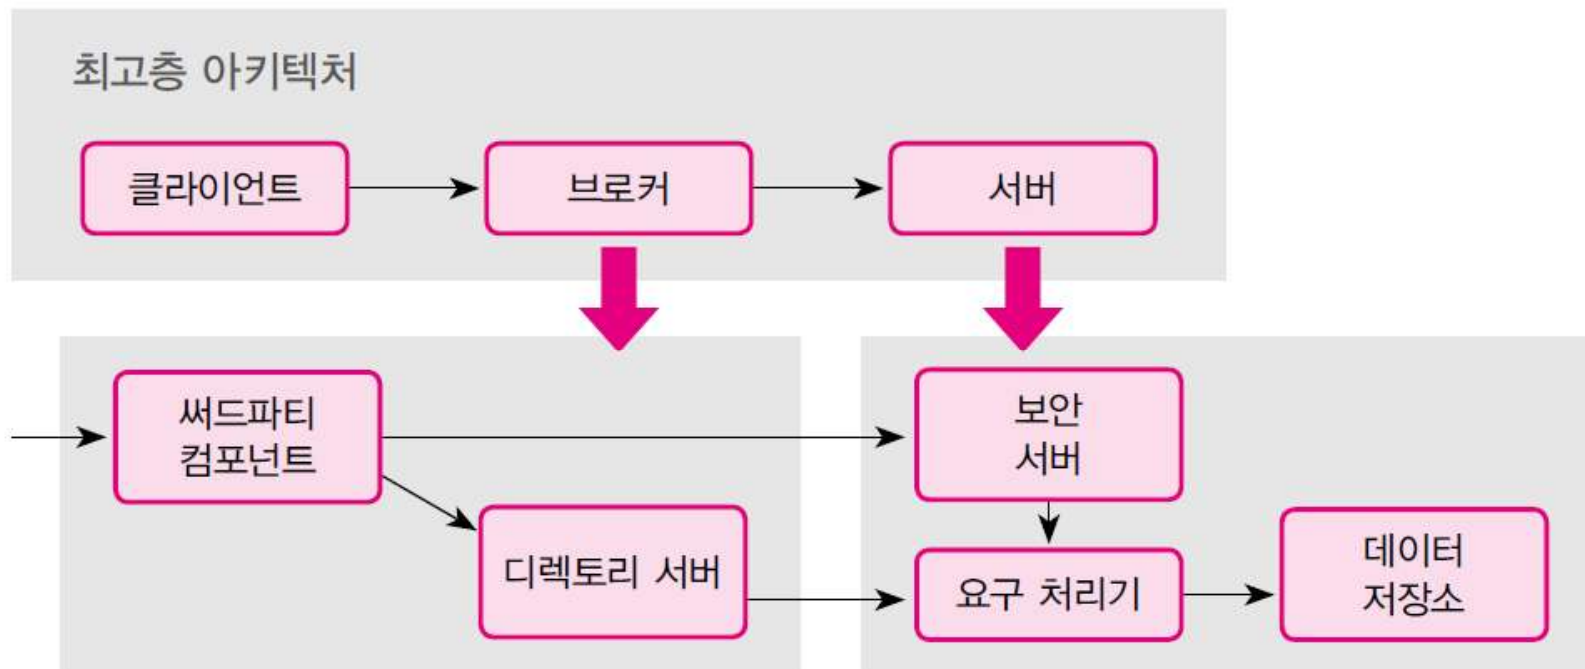 최고층 아키텍처
클라이언트
브로커
서버
써드파티
컴포넌트
디렉토리 서버
보안
서버
요구 처리기
데이터
저장소